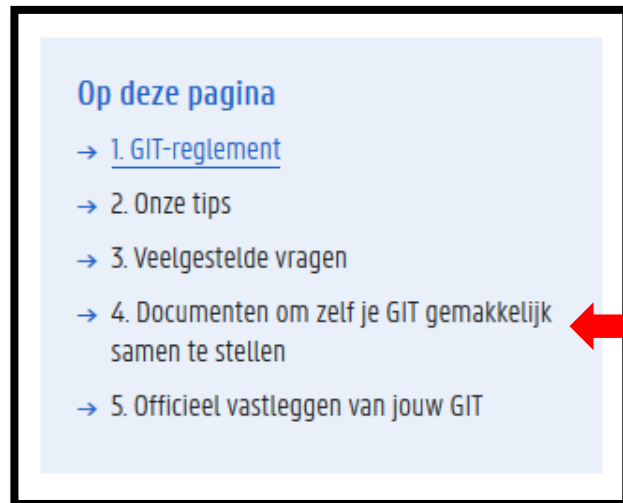 Op deze pagina
→ 1. GIT-reglement
→ 2. Onze tips
→ 3. Veelgestelde vragen
→ 4. Documenten om zelf je GIT gemakkelijk
samen te stellen
→ 5. Officieel vastleggen van jouw GIT